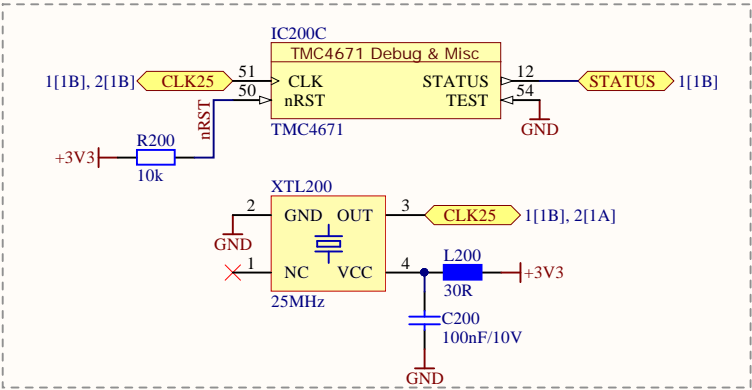 IC200C
TMC4671 Debug & Misc
1[1B], 2[1B] CLK25 51 CLK STATUS 12 STATUS 1[1B]
50 nRST TEST 54
nRST
GND
TMC4671
R200
+3V3
10k
XTL200
2 GND OUT 3 CLK25 1[1B], 2[1A]
GND
1 NC VCC 4 L200 +3V3
30R
25MHz
C200
100nF/10V
GND